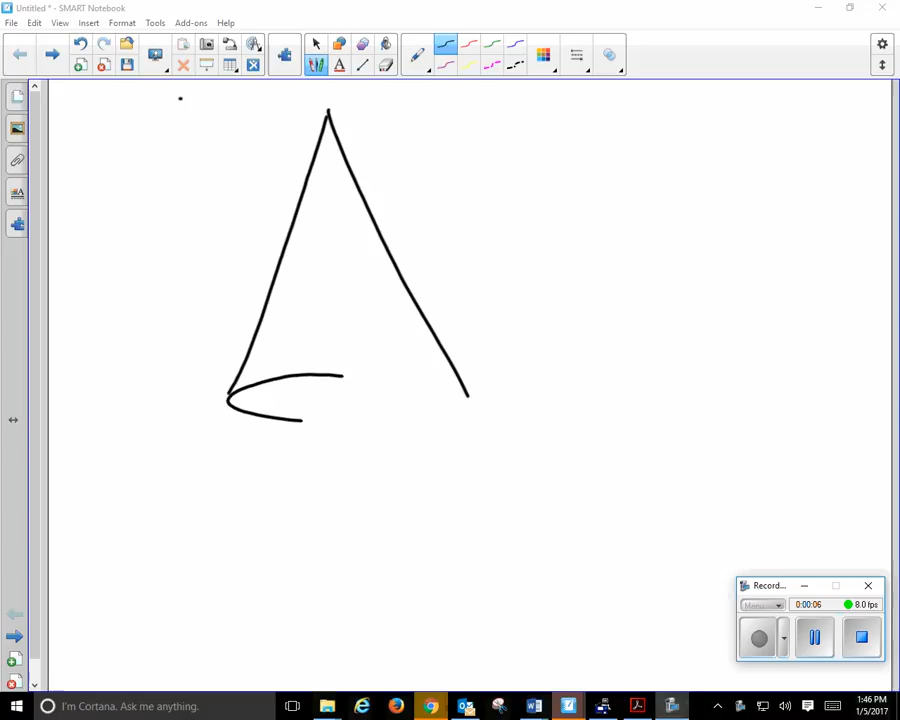 Untitled * - SMART Notebook
File Edit View Insert Format Tools Add-ons Help
A
Record...
Menu
0:00:06 8.0 fps
I'm Cortana. Ask me anything.
1:46 PM
1/5/2017